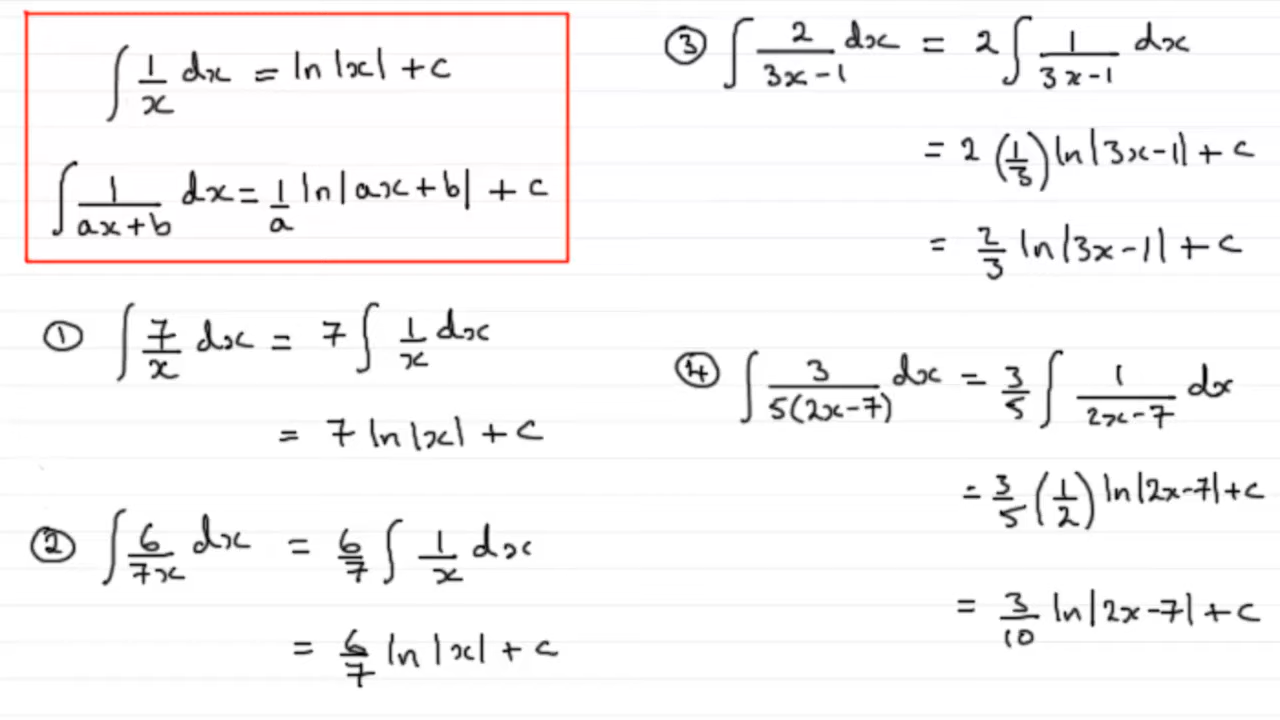 ∫ 1/x dx = ln|x| + c
∫ 1/(ax+b) dx = 1/a ln|ax+b| + c
① ∫ 7/x dx = 7 ∫ 1/x dx
= 7 ln|x| + c
② ∫ 6/7x dx = 6/7 ∫ 1/x dx
= 6/7 ln|x| + c
③ ∫ 2/(3x-1) dx = 2 ∫ 1/(3x-1) dx
= 2 (1/3) ln|3x-1| + c
= 2/3 ln|3x-1| + c
④ ∫ 3/(5(2x-7)) dx = 3/5 ∫ 1/(2x-7) dx
= 3/5 (1/2) ln|2x-7| + c
= 3/10 ln|2x-7| + c